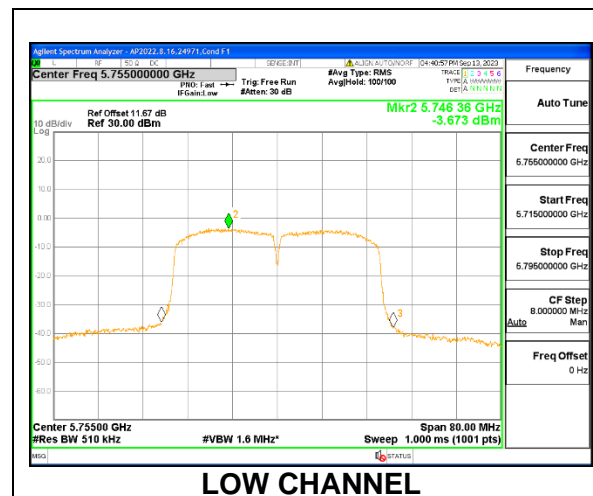 Agilent Spectrum Analyzer - AP2022.8.16,24971,Cond F1
RF 50 Ω DC SENSE:INT ALIGN AUTO/NORF 04:40:57 PM Sep 13, 2023
Center Freq 5.755000000 GHz
PNO: Fast
IFGain:Low
Trig: Free Run
#Atten: 30 dB
#Avg Type: RMS
Avg|Hold: 100/100
TRACE 1 2 3 4 5 6
TYPE A WWWWW
DET A N N N N N
Mkr2 5.746 36 GHz
-3.673 dBm
Ref Offset 11.67 dB
10 dB/div Ref 30.00 dBm
Log
20.0
10.0
0.00
-10.0
-20.0
-30.0
-40.0
-50.0
-60.0
2
3
Center 5.75500 GHz Span 80.00 MHz
#Res BW 510 kHz #VBW 1.6 MHz* Sweep 1.000 ms (1001 pts)
MSG STATUS
Frequency
Auto Tune
Center Freq
5.755000000 GHz
Start Freq
5.715000000 GHz
Stop Freq
5.795000000 GHz
CF Step
8.000000 MHz
Auto Man
Freq Offset
0 Hz
LOW CHANNEL